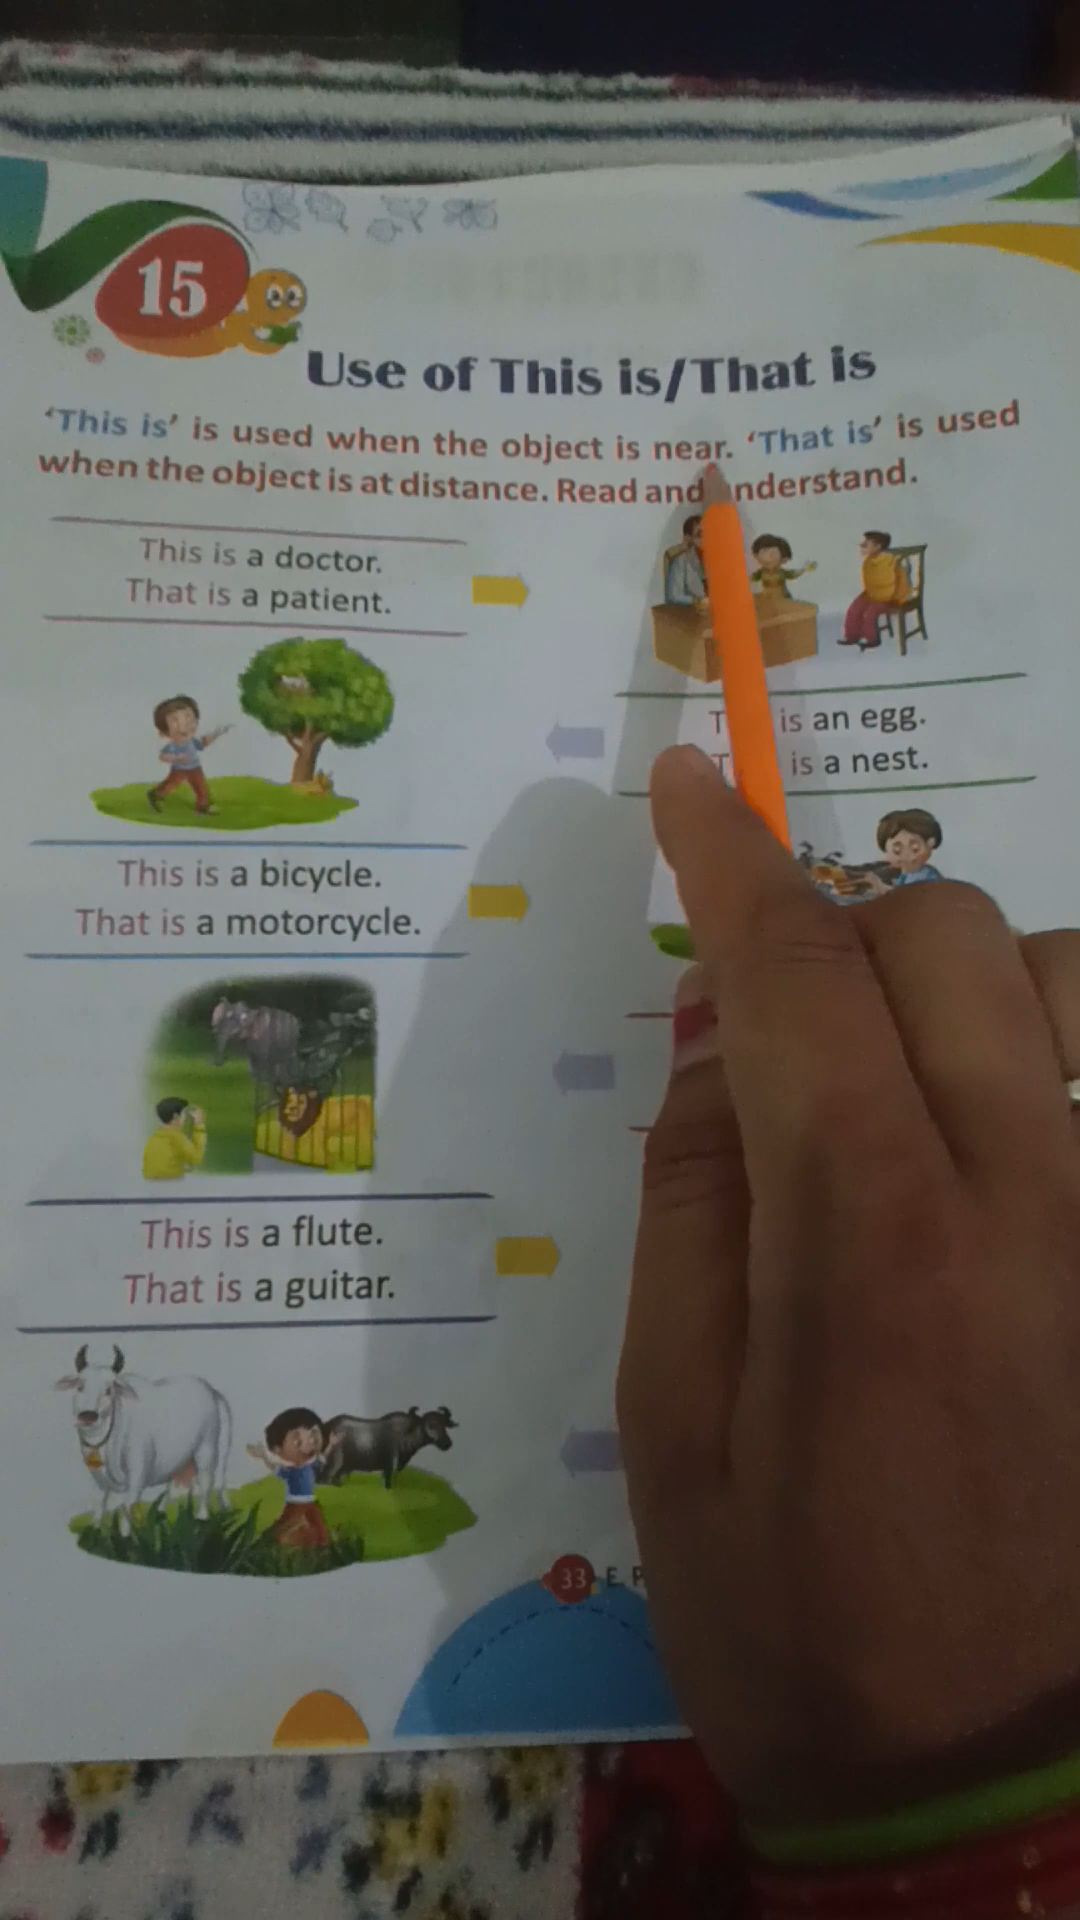 15
Use of This is/That is
'This is' is used when the object is near. 'That is' is used
when the object is at distance. Read and understand.
This is a doctor.
That is a patient.
is an egg.
is a nest.
This is a bicycle.
That is a motorcycle.
This is a flute.
That is a guitar.
33